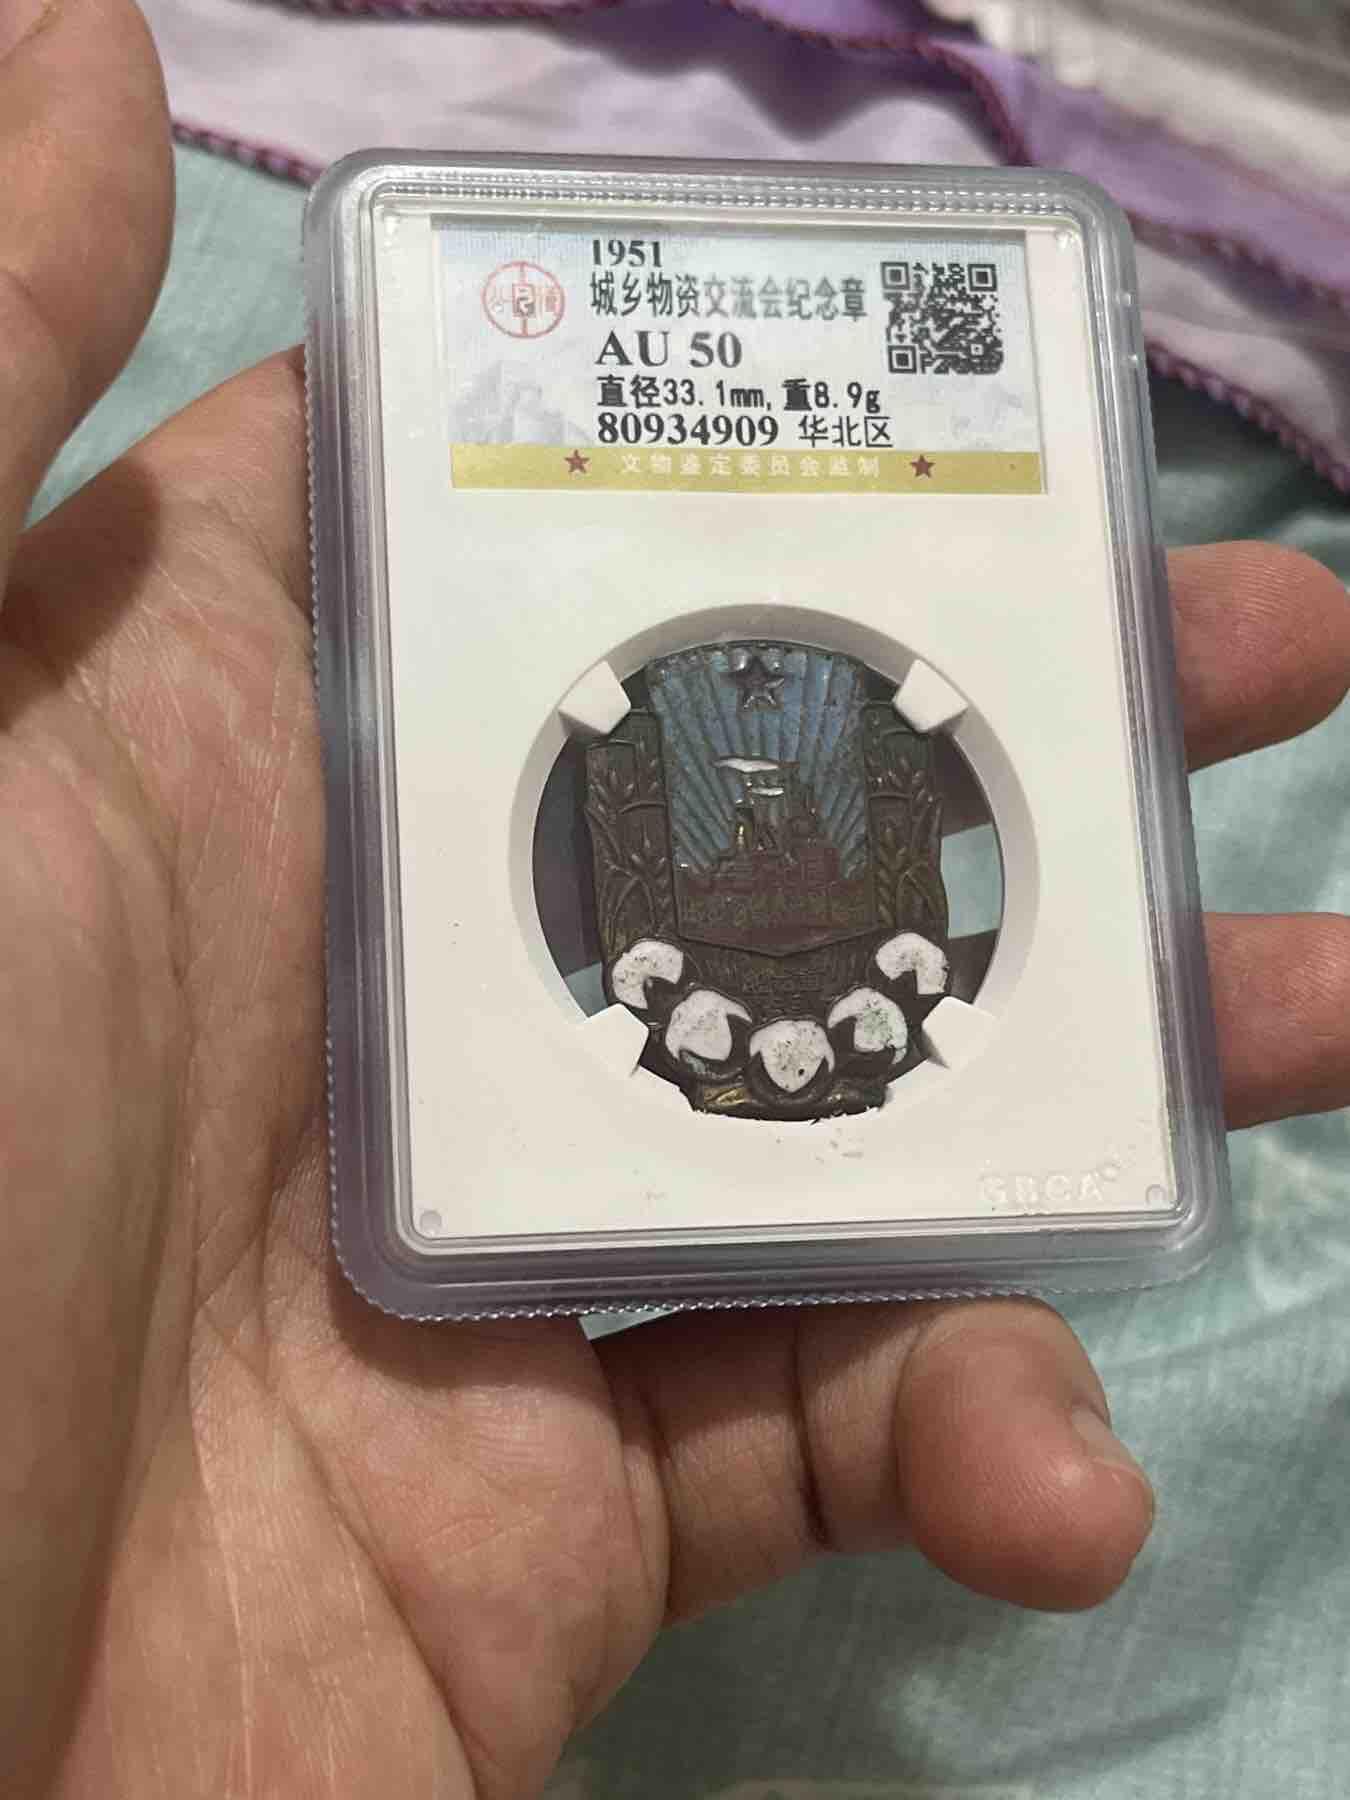 1951
城乡物资交流会纪念章
AU 50
直径33.1mm,重8.9g
80934909 华北区
★ 文物鉴定委员会监制 ★
GBCA